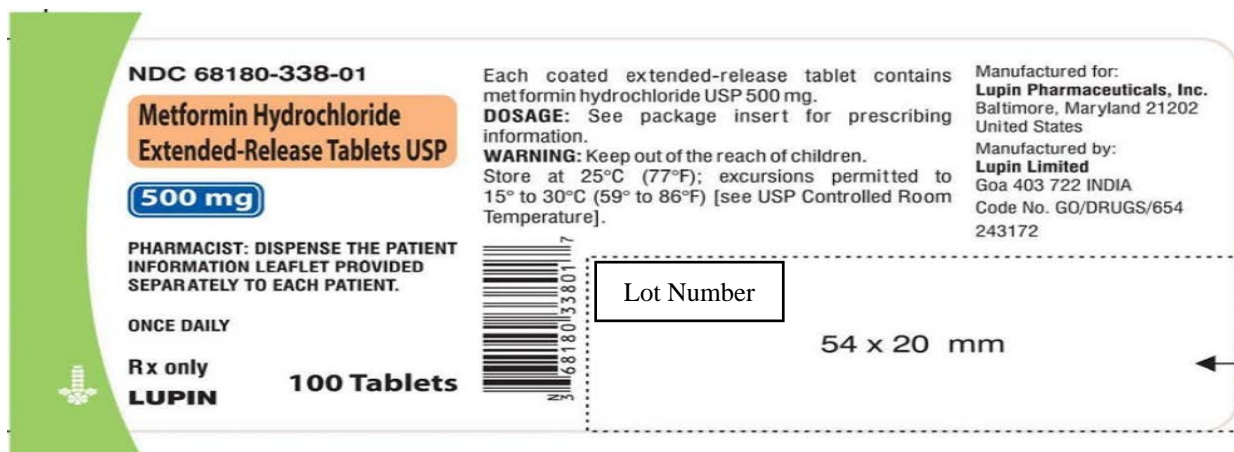 NDC 68180-338-01
Metformin Hydrochloride
Extended-Release Tablets USP
500 mg
PHARMACIST: DISPENSE THE PATIENT
INFORMATION LEAFLET PROVIDED
SEPARATELY TO EACH PATIENT.
ONCE DAILY
Rx only
LUPIN
100 Tablets
Each coated extended-release tablet contains
metformin hydrochloride USP 500 mg.
DOSAGE: See package insert for prescribing
information.
WARNING: Keep out of the reach of children.
Store at 25°C (77°F); excursions permitted to
15° to 30°C (59° to 86°F) [see USP Controlled Room
Temperature].
N
3 68180 33801 7
Manufactured for:
Lupin Pharmaceuticals, Inc.
Baltimore, Maryland 21202
United States
Manufactured by:
Lupin Limited
Goa 403 722 INDIA
Code No. GO/DRUGS/654
243172
Lot Number
54 x 20 mm